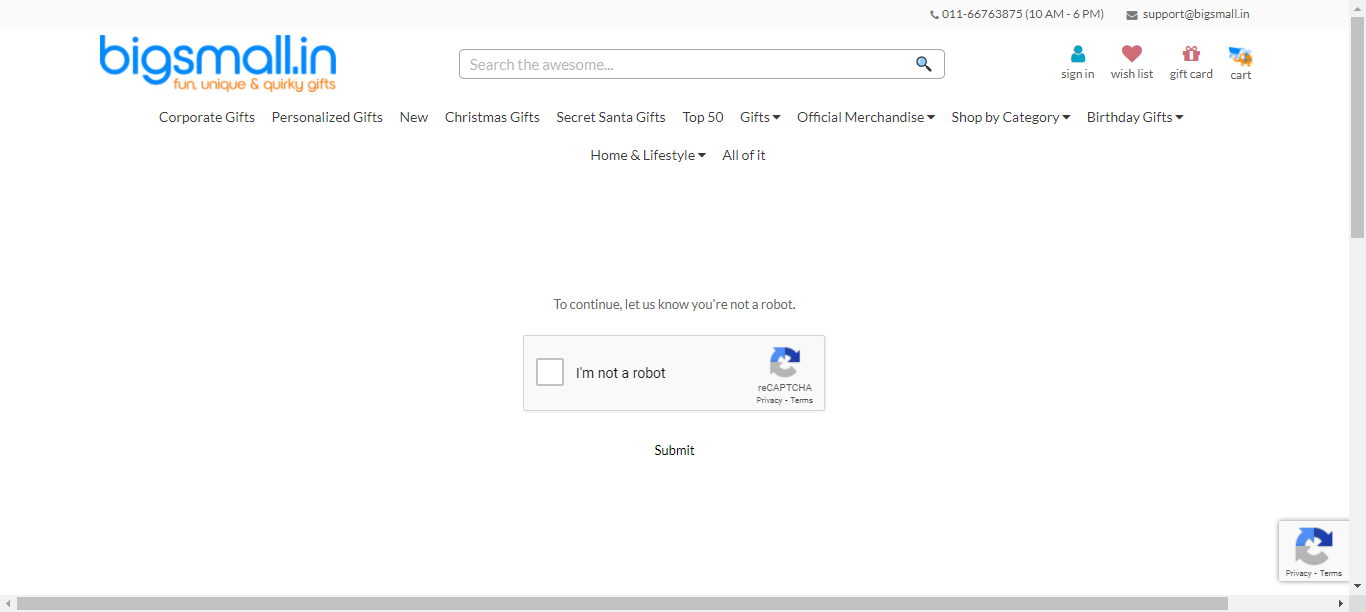 011-66763875 (10 AM - 6 PM) support@bigsmall.in
bigsmall.in
fun, unique & quirky gifts
Search the awesome...
sign in wish list gift card cart
Corporate Gifts Personalized Gifts New Christmas Gifts Secret Santa Gifts Top 50 Gifts Official Merchandise Shop by Category Birthday Gifts
Home & Lifestyle All of it
To continue, let us know you're not a robot.
I'm not a robot
reCAPTCHA
Privacy - Terms
Submit
Privacy - Terms